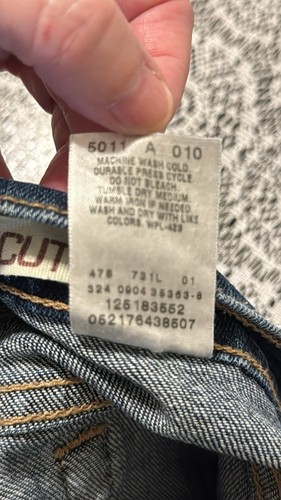 5011 A 010
MACHINE WASH COLD.
DURABLE PRESS CYCLE.
DO NOT BLEACH.
TUMBLE DRY MEDIUM.
WARM IRON IF NEEDED.
WASH AND DRY WITH LIKE
COLORS. WPL-423
CUT
478 731L 01
S24 0904 35363-8
125183552
052176438507